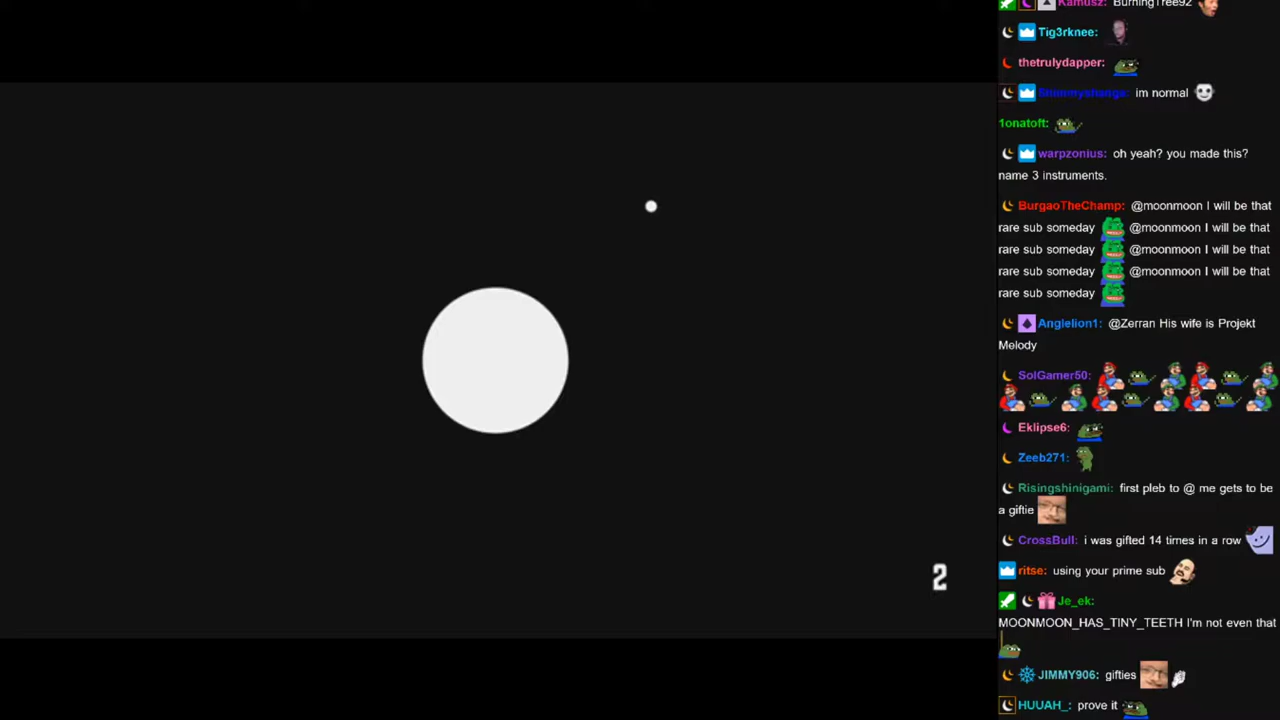 Kamusz: BurningTree92
Tig3rknee:
thetrulydapper:
Shammyshanga: im normal
1onatoft:
warpzonius: oh yeah? you made this?
name 3 instruments.
BurgaoTheChamp: @moonmoon I will be that
rare sub someday @moonmoon I will be that
rare sub someday @moonmoon I will be that
rare sub someday @moonmoon I will be that
rare sub someday
Anglelion1: @Zerran His wife is Projekt
Melody
SolGamer50:
Eklipse6:
Zeeb271:
Risingshinigami: first pleb to @ me gets to be
a giftie
CrossBull: i was gifted 14 times in a row
ritse: using your prime sub
2
Je_ek:
MOONMOON_HAS_TINY_TEETH I'm not even that
JIMMY906: gifties
HUUAH_: prove it